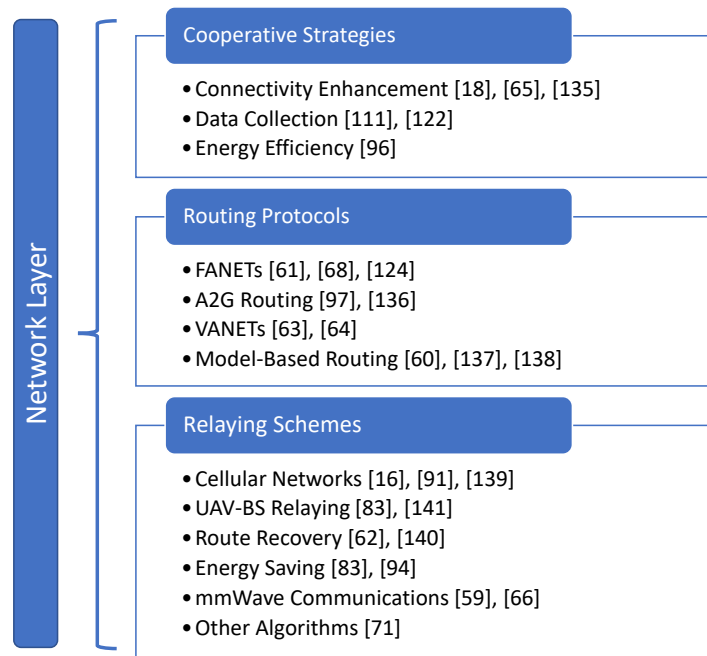 Network Layer
Cooperative Strategies
• Connectivity Enhancement [18], [65], [135]
• Data Collection [111], [122]
• Energy Efficiency [96]
Routing Protocols
• FANETs [61], [68], [124]
• A2G Routing [97], [136]
• VANETs [63], [64]
• Model-Based Routing [60], [137], [138]
Relaying Schemes
• Cellular Networks [16], [91], [139]
• UAV-BS Relaying [83], [141]
• Route Recovery [62], [140]
• Energy Saving [83], [94]
• mmWave Communications [59], [66]
• Other Algorithms [71]